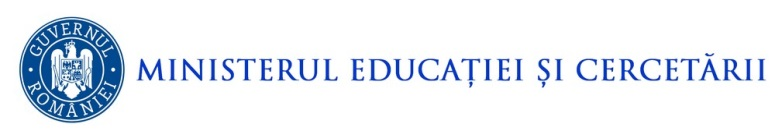 GUVERNUL ROMÂNIEI
MINISTERUL EDUCAȚIEI ȘI CERCETĂRII